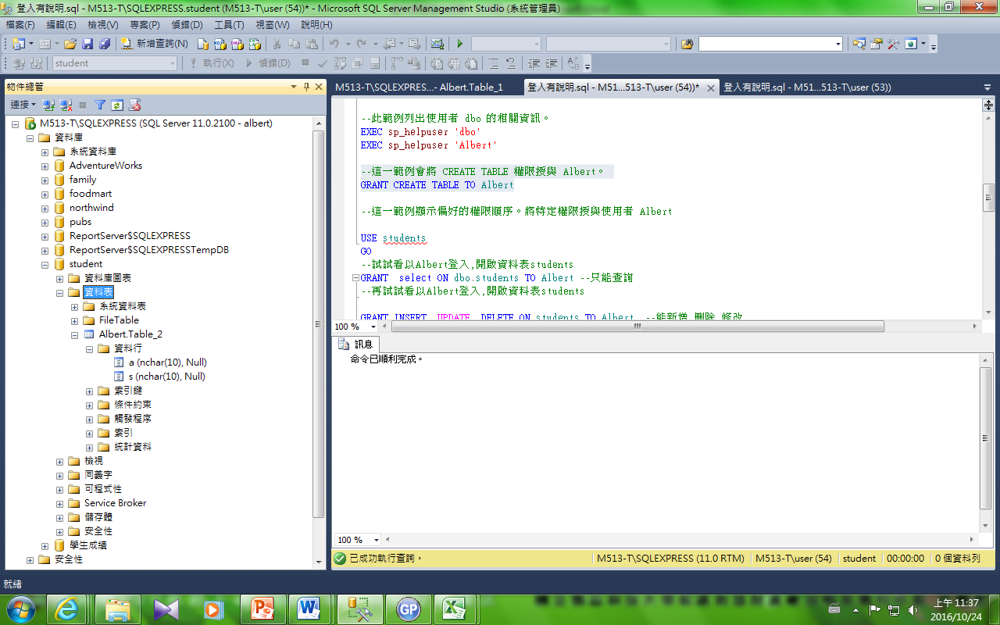 登入有說明.sql - M513-T\SQLEXPRESS.student (M513-T\user (54))* - Microsoft SQL Server Management Studio (系統管理員)
檔案(F) 編輯(E) 檢視(V) 專案(P) 偵錯(D) 工具(T) 視窗(W) 說明(H)
新增查詢(N)
student 執行(X) 偵錯(D)
物件總管
連接
M513-T\SQLEXPRESS (SQL Server 11.0.2100 - albert)
資料庫
系統資料庫
AdventureWorks
family
foodmart
northwind
pubs
ReportServer$SQLEXPRESS
ReportServer$SQLEXPRESSTempDB
student
資料庫圖表
資料表
系統資料表
FileTable
Albert.Table_2
資料行
a (nchar(10), Null)
s (nchar(10), Null)
索引鍵
條件約束
觸發程序
索引
統計資料
檢視
同義字
可程式性
Service Broker
儲存體
安全性
學生成績
安全性
M513-T\SQLEXPRES...- Albert.Table_1 登入有說明.sql - M51...513-T\user (54))* 登入有說明.sql - M51...513-T\user (53))
--此範例列出使用者 dbo 的相關資訊。
EXEC sp_helpuser 'dbo'
EXEC sp_helpuser 'Albert'
--這一範例會將 CREATE TABLE 權限授與 Albert。
GRANT CREATE TABLE TO Albert
--這一範例顯示偏好的權限順序。將特定權限授與使用者 Albert
USE students
GO
--試試看以Albert登入,開啟資料表students
GRANT  select ON dbo.students TO Albert --只能查詢
--再試試看以Albert登入,開啟資料表students
GRANT INSERT, UPDATE, DELETE ON students TO Albert  --能新增,刪除,修改
100 %
訊息
命令已順利完成。
100 %
已成功執行查詢。 M513-T\SQLEXPRESS (11.0 RTM) M513-T\user (54) student 00:00:00 0 個資料列
就緒
GP
上午 11:37
2016/10/24